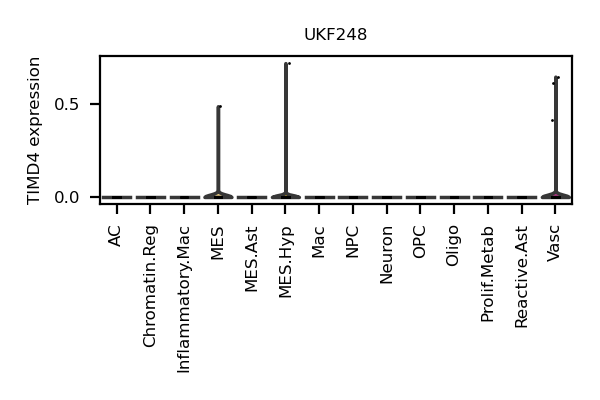 UKF248
TIMD4 expression
0.5
0.0
AC
Chromatin.Reg
Inflammatory.Mac
MES
MES.Ast
MES.Hyp
Mac
NPC
Neuron
OPC
Oligo
Prolif.Metab
Reactive.Ast
Vasc